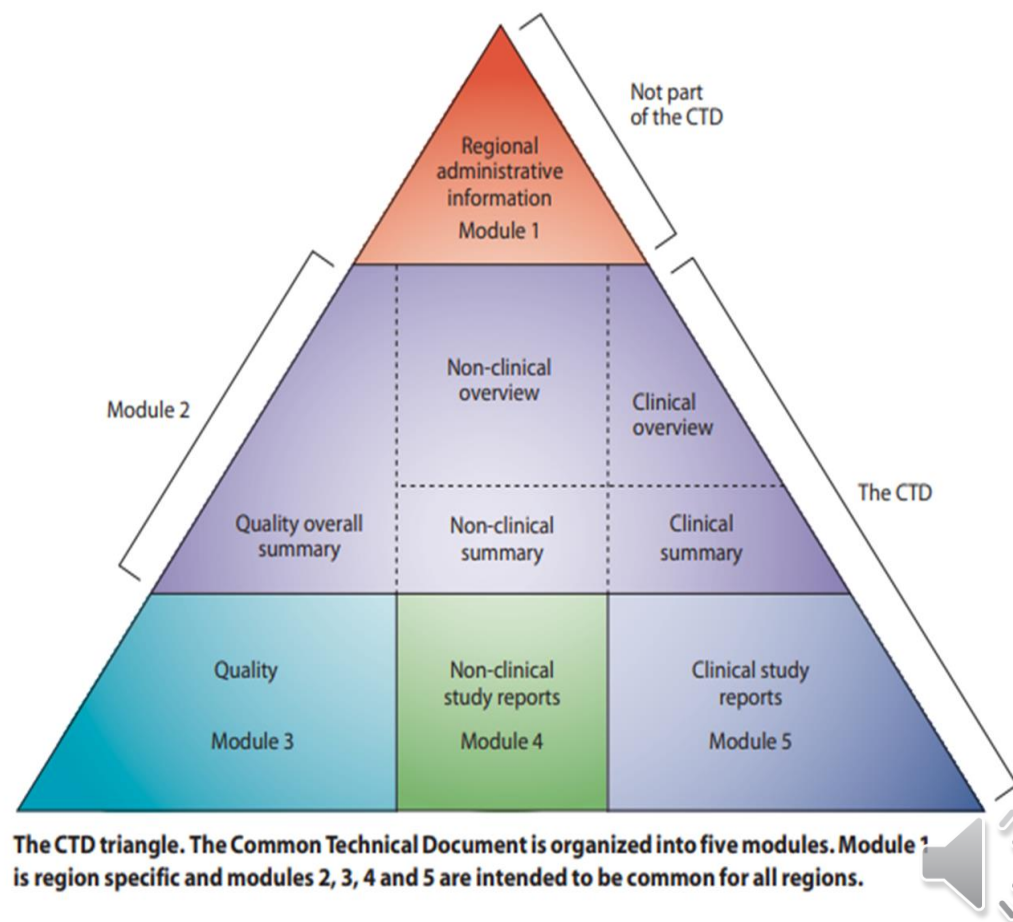 Not part
of the CTD
Regional
administrative
information
Module 1
Module 2
Non-clinical
overview
Clinical
overview
The CTD
Quality overall
summary
Non-clinical
summary
Clinical
summary
Quality
Module 3
Non-clinical
study reports
Module 4
Clinical study
reports
Module 5
The CTD triangle. The Common Technical Document is organized into five modules. Module 1
is region specific and modules 2, 3, 4 and 5 are intended to be common for all regions.